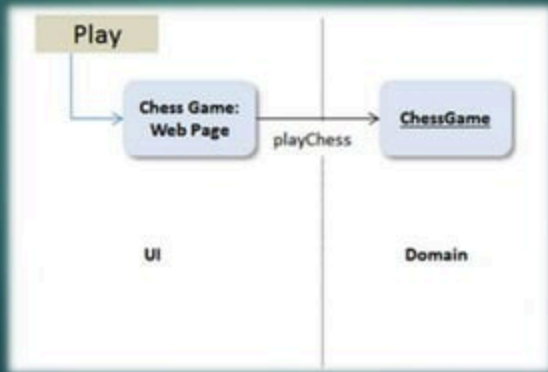 Play
Chess Game:
Web Page
playChess
ChessGame
UI
Domain